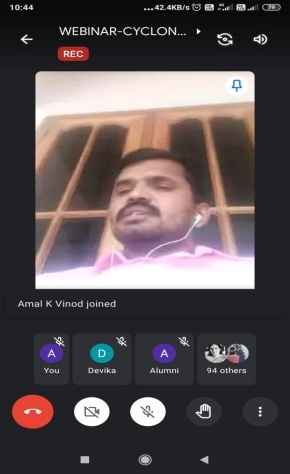 10:44
...42.4KB/s
79
WEBINAR-CYCLON...
REC
Amal K Vinod joined
A
D
A
You
Devika
Alumni
94 others